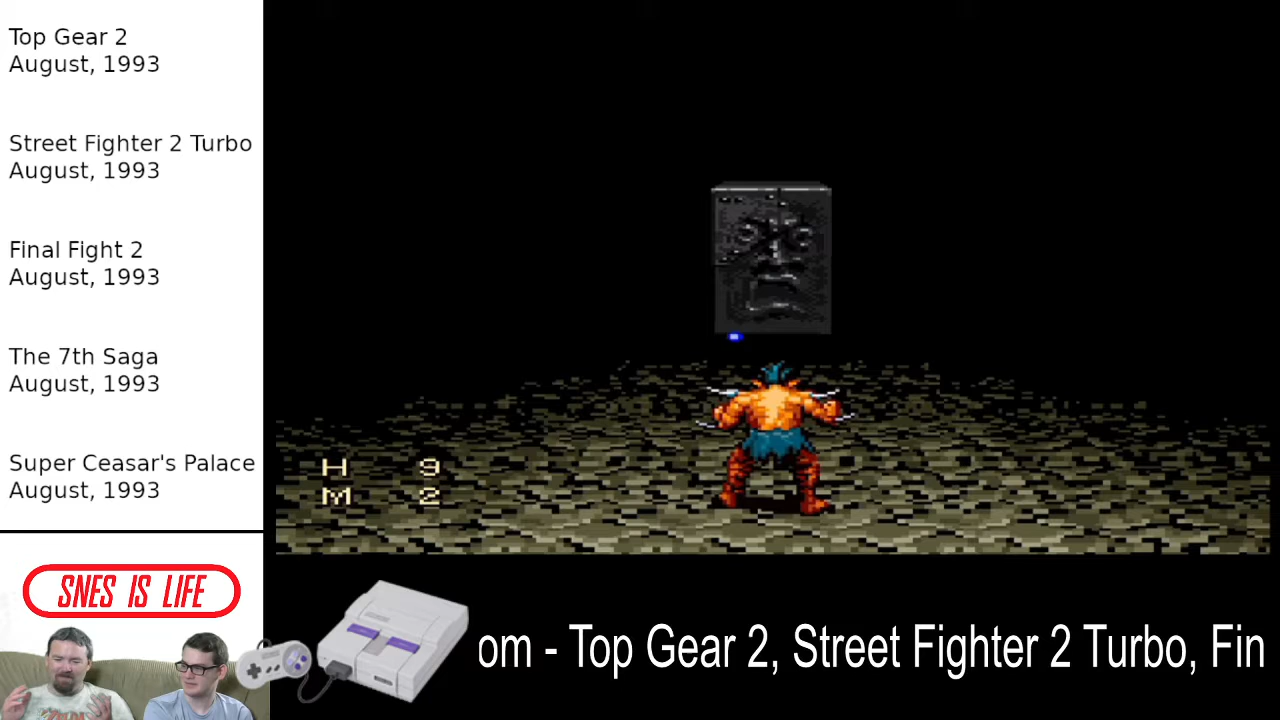 Top Gear 2
August, 1993
Street Fighter 2 Turbo
August, 1993
Final Fight 2
August, 1993
The 7th Saga
August, 1993
Super Ceasar's Palace
August, 1993
H 9
M 2
SNES IS LIFE
om - Top Gear 2, Street Fighter 2 Turbo, Fin